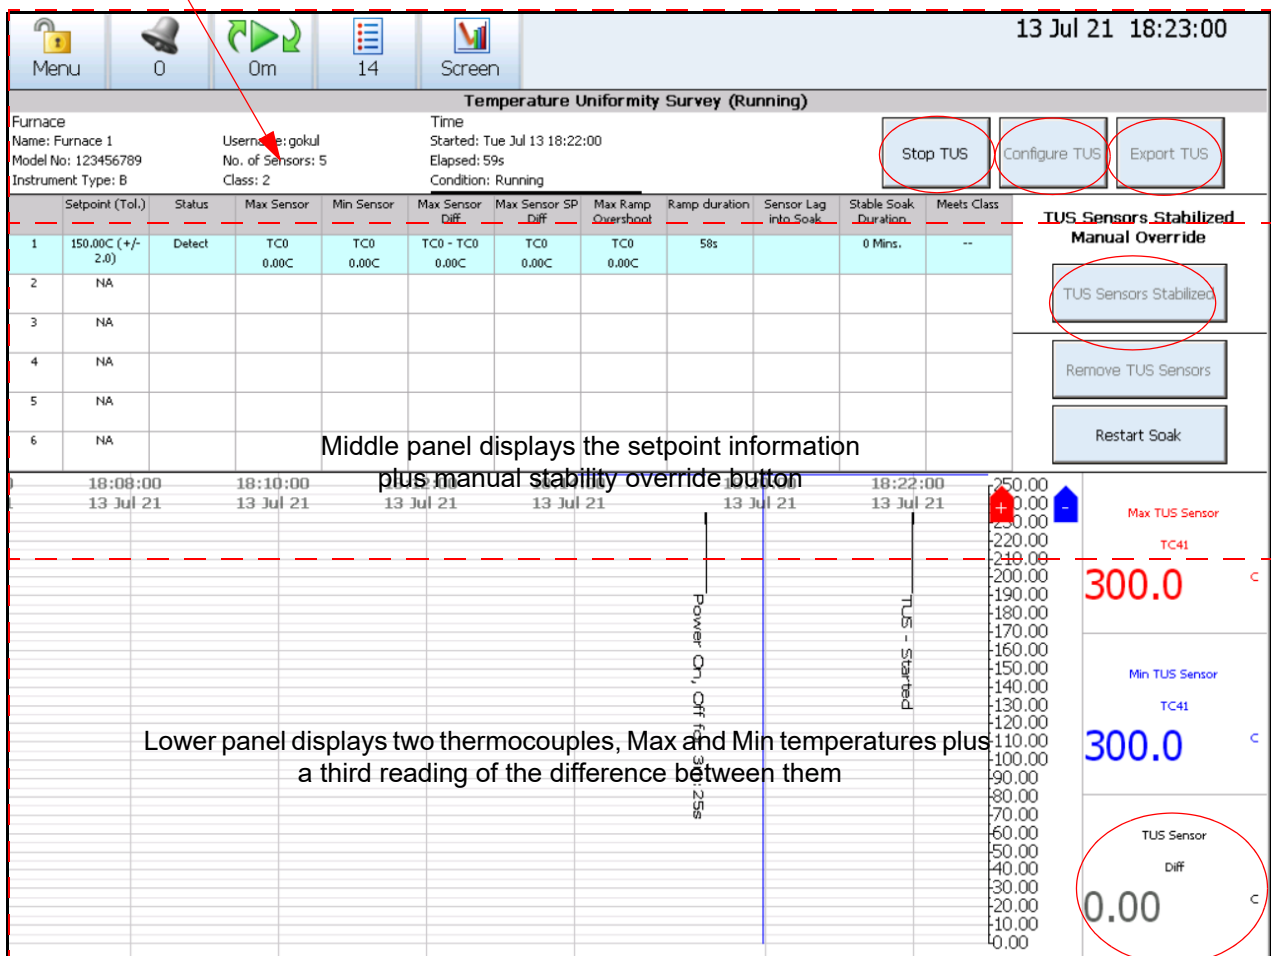 13 Jul 21 18:23:00
Menu
0
0m
14
Screen
Temperature Uniformity Survey (Running)
Furnace
Name: Furnace 1
Model No: 123456789
Instrument Type: B
Username: gokul
No. of Sensors: 5
Class: 2
Time
Started: Tue Jul 13 18:22:00
Elapsed: 59s
Condition: Running
Stop TUS
Configure TUS
Export TUS
Setpoint (Tol.) Status Max Sensor Min Sensor Max Sensor Diff Max Sensor SP Diff Max Ramp Overshoot Ramp duration Sensor Lag into Soak Stable Soak Duration Meets Class
1 150.00C (+/- 2.0) Detect TC0 0.00C TC0 0.00C TC0 - TC0 0.00C TC0 0.00C TC0 0.00C 58s 0 Mins. --
2 NA
3 NA
4 NA
5 NA
6 NA
TUS Sensors Stabilized
Manual Override
TUS Sensors Stabilized
Remove TUS Sensors
Restart Soak
Middle panel displays the setpoint information
plus manual stability override button
18:08:00
13 Jul 21
18:10:00
13 Jul 21
18:12:00
13 Jul 21
13 Jul 21
13 Jul 21
18:22:00
13 Jul 21
Power On, Off for 3m: 25s
TUS - Started
250.00
230.00
220.00
210.00
200.00
190.00
180.00
170.00
160.00
150.00
140.00
130.00
120.00
110.00
100.00
90.00
80.00
70.00
60.00
50.00
40.00
30.00
20.00
10.00
0.00
+
-
Max TUS Sensor
TC41
300.0 C
Min TUS Sensor
TC41
300.0 C
TUS Sensor
Diff
0.00 C
Lower panel displays two thermocouples, Max and Min temperatures plus
a third reading of the difference between them